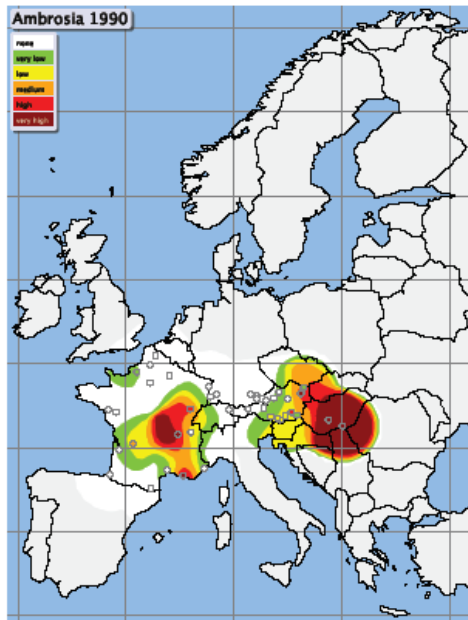 Ambrosia 1990
none
very low
low
medium
high
very high